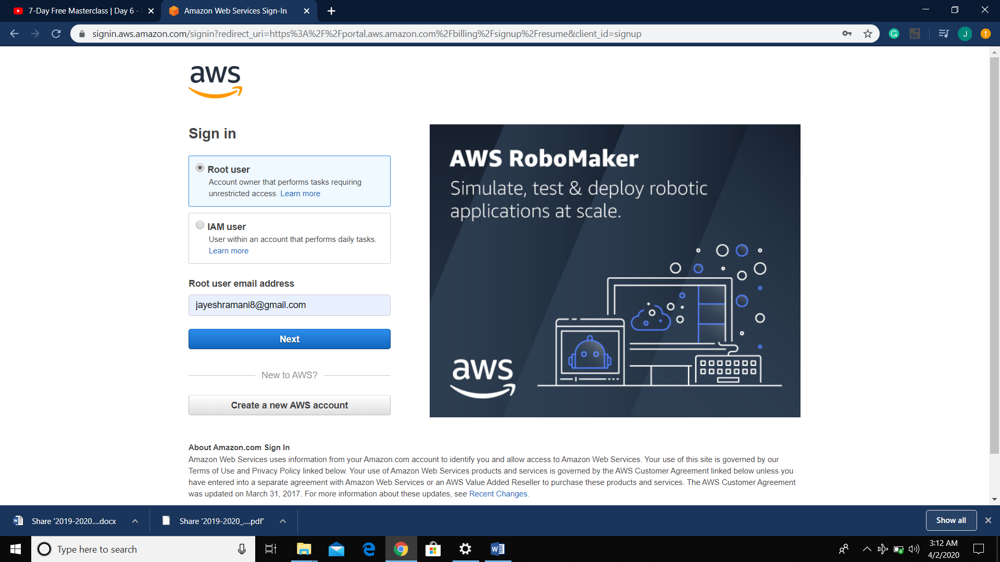 7-Day Free Masterclass | Day 6 -
Amazon Web Services Sign-In
signin.aws.amazon.com/signin?redirect_uri=https%3A%2F%2Fportal.aws.amazon.com%2Fbilling%2Fsignup%2Fresume&client_id=signup
J
aws
Sign in
Root user
Account owner that performs tasks requiring
unrestricted access. Learn more
IAM user
User within an account that performs daily tasks.
Learn more
Root user email address
jayeshramani8@gmail.com
Next
New to AWS?
Create a new AWS account
AWS RoboMaker
Simulate, test & deploy robotic
applications at scale.
aws
About Amazon.com Sign In
Amazon Web Services uses information from your Amazon.com account to identify you and allow access to Amazon Web Services. Your use of this site is governed by our
Terms of Use and Privacy Policy linked below. Your use of Amazon Web Services products and services is governed by the AWS Customer Agreement linked below unless you
have entered into a separate agreement with Amazon Web Services or an AWS Value Added Reseller to purchase these products and services. The AWS Customer Agreement
was updated on March 31, 2017. For more information about these updates, see Recent Changes.
Share '2019-2020....docx
Share '2019-2020_....pdf'
Show all
Type here to search
3:12 AM
4/2/2020